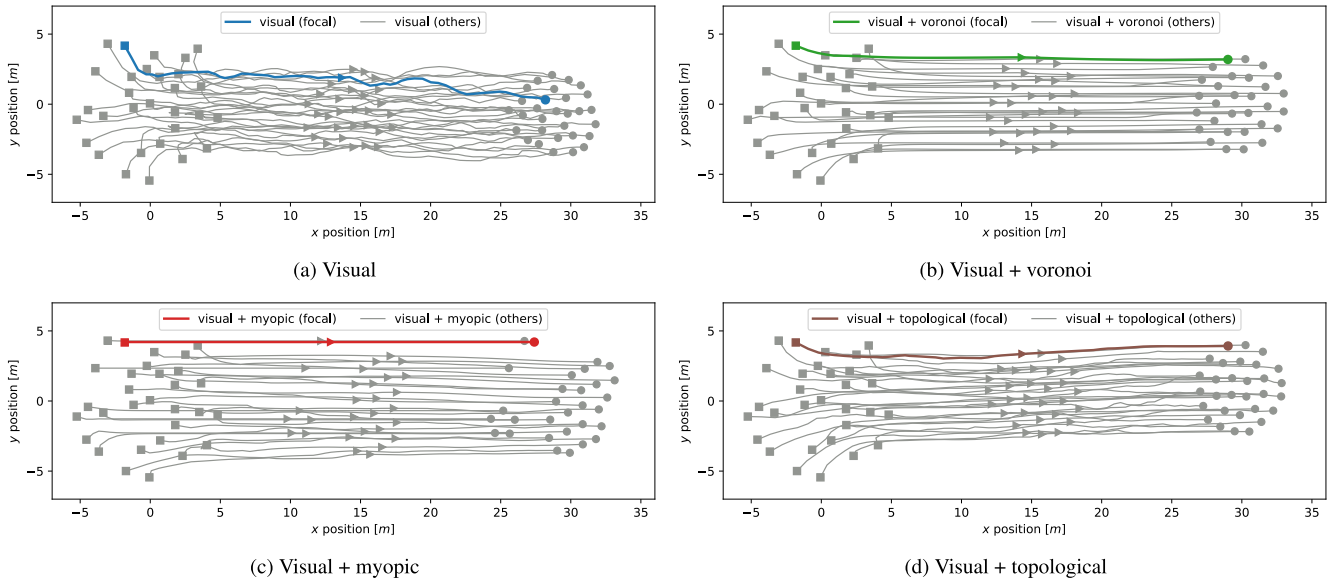 visual (focal) visual (others)
5
0
−5
y position [m]
−5 0 5 10 15 20 25 30 35
x position [m]
(a) Visual
visual + voronoi (focal) visual + voronoi (others)
5
0
−5
y position [m]
−5 0 5 10 15 20 25 30 35
x position [m]
(b) Visual + voronoi
visual + myopic (focal) visual + myopic (others)
5
0
−5
y position [m]
−5 0 5 10 15 20 25 30 35
x position [m]
(c) Visual + myopic
visual + topological (focal) visual + topological (others)
5
0
−5
y position [m]
−5 0 5 10 15 20 25 30 35
x position [m]
(d) Visual + topological